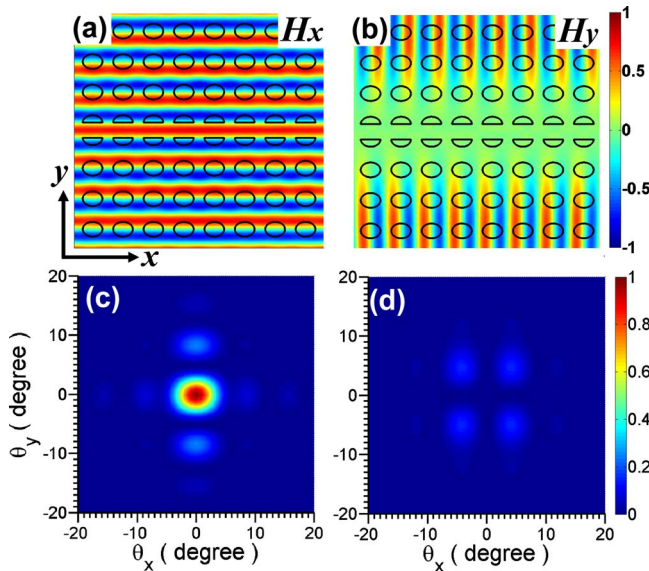 (a) Hx (b) Hy 1
0.5
0
-0.5
-1
y
x
20 (c) 20 (d) 1
10 10 0.8
0.6
0 0
0.4
-10 -10 0.2
-20 -20 0
-20 -10 0 10 20 -20 -10 0 10 20
θy ( degree )
θx ( degree ) θx ( degree )